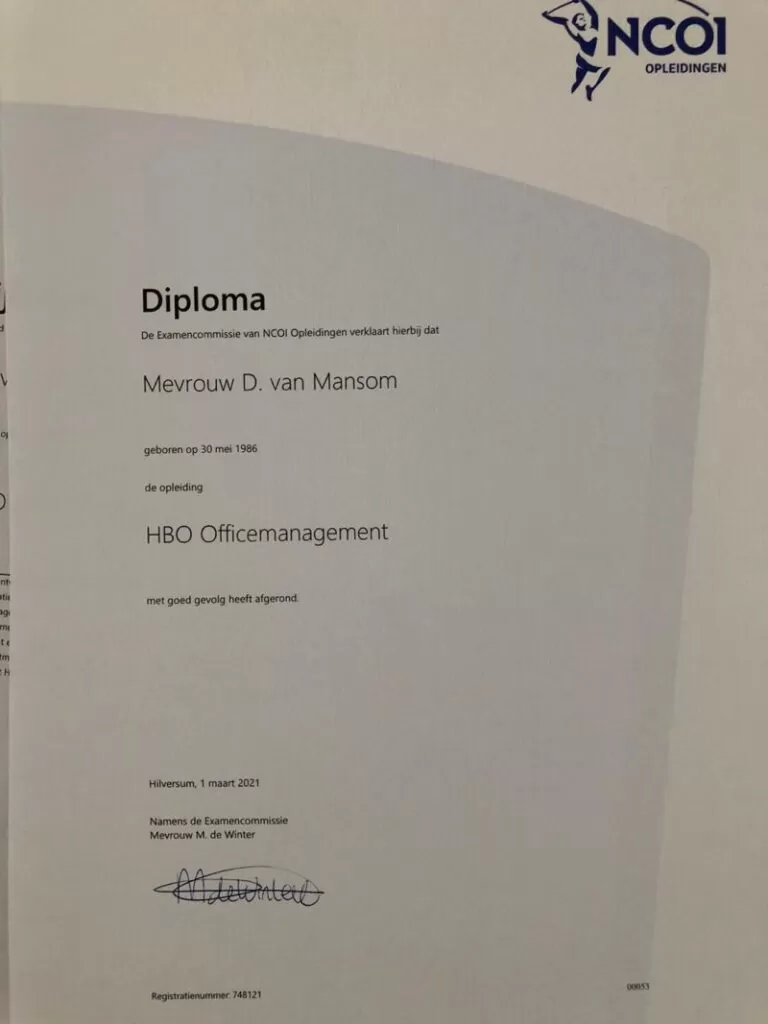 NCOI
OPLEIDINGEN
Diploma
De Examencommissie van NCOI Opleidingen verklaart hierbij dat
Mevrouw D. van Mansom
geboren op 30 mei 1986
de opleiding
HBO Officemanagement
met goed gevolg heeft afgerond.
Hilversum, 1 maart 2021
Namens de Examencommissie
Mevrouw M. de Winter
MdeWinter
Registratienummer: 748121
00053